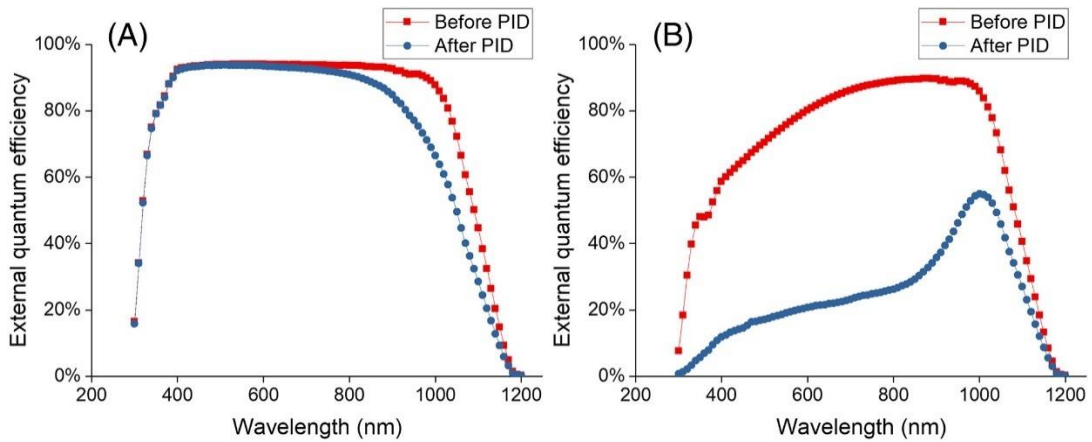 (A)
Before PID
After PID
External quantum efficiency
100%
80%
60%
40%
20%
0%
200 400 600 800 1000 1200
Wavelength (nm)
(B)
Before PID
After PID
External quantum efficiency
100%
80%
60%
40%
20%
0%
200 400 600 800 1000 1200
Wavelength (nm)